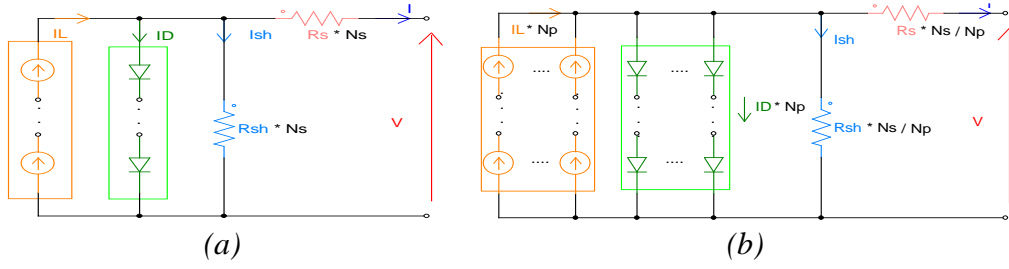 IL
ID
Ish
I
Rs * Ns
V
Rsh * Ns
(a)
IL * Np
Ish
Rs * Ns / Np
ID * Np
V
Rsh * Ns / Np
(b)